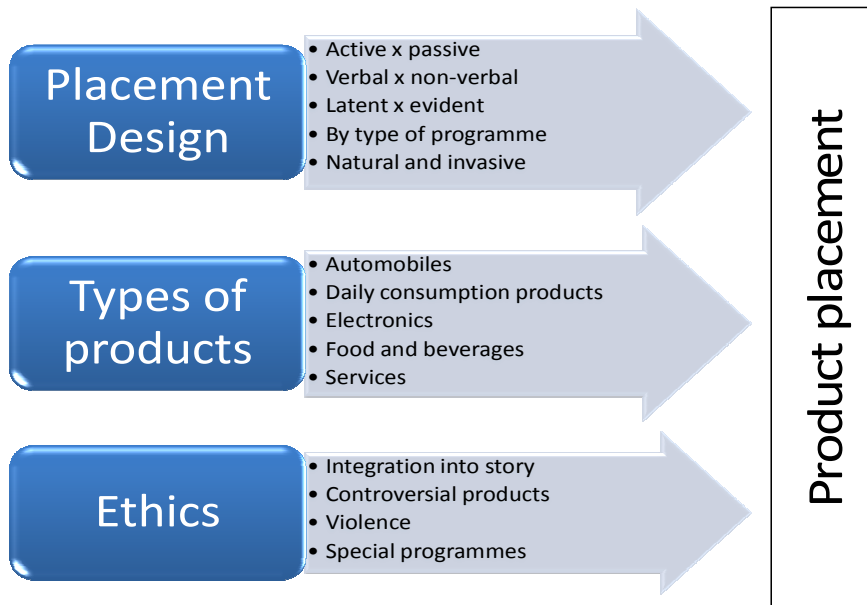 Placement
Design
• Active x passive
• Verbal x non-verbal
• Latent x evident
• By type of programme
• Natural and invasive
Types of
products
• Automobiles
• Daily consumption products
• Electronics
• Food and beverages
• Services
Ethics
• Integration into story
• Controversial products
• Violence
• Special programmes
Product placement